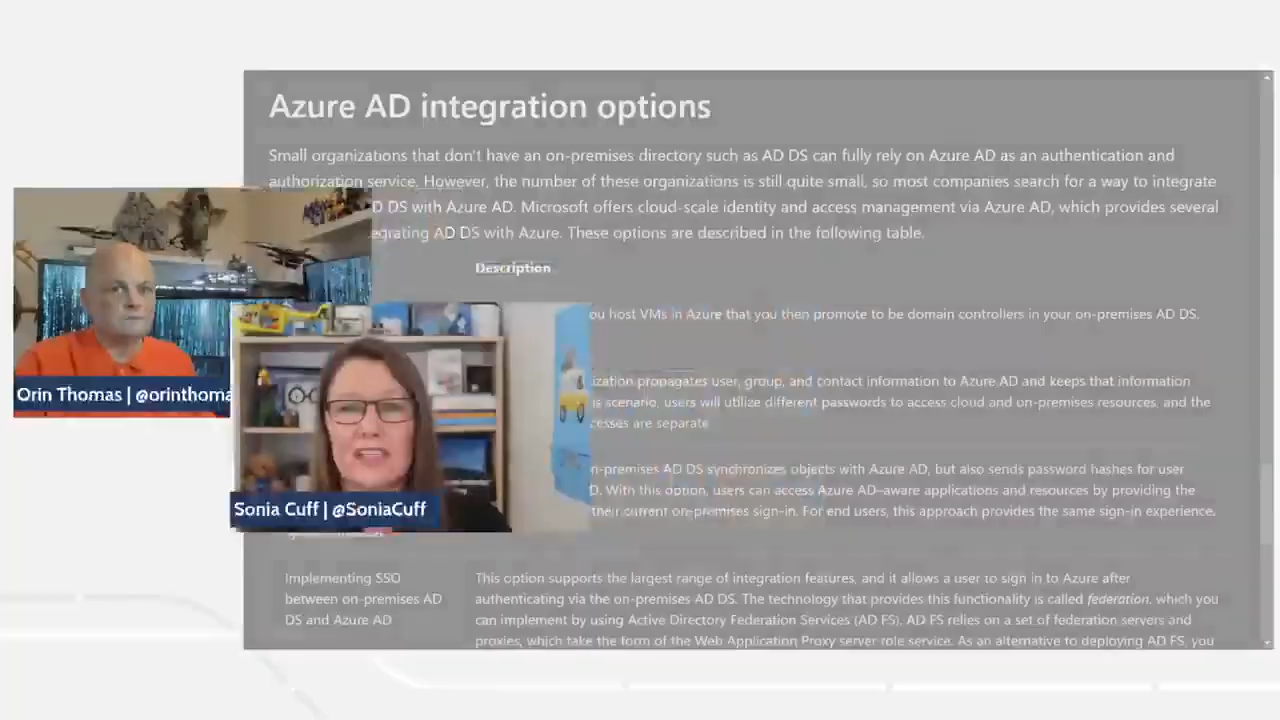 Azure AD integration options
Small organizations that don't have an on-premises directory such as AD DS can fully rely on Azure AD as an authentication and
authorization service. However, the number of these organizations is still quite small, so most companies search for a way to integrate
D DS with Azure AD. Microsoft offers cloud-scale identity and access management via Azure AD, which provides several
egrating AD DS with Azure. These options are described in the following table.
Description
ou host VMs in Azure that you then promote to be domain controllers in your on-premises AD DS.
ization propagates user, group, and contact information to Azure AD and keeps that information
is scenario, users will utilize different passwords to access cloud and on-premises resources, and the
cesses are separate
n-premises AD DS synchronizes objects with Azure AD, but also sends password hashes for user
D. With this option, users can access Azure AD–aware applications and resources by providing the
their current on-premises sign-in. For end users, this approach provides the same sign-in experience.
Implementing SSO
between on-premises AD
DS and Azure AD
This option supports the largest range of integration features, and it allows a user to sign in to Azure after
authenticating via the on-premises AD DS. The technology that provides this functionality is called federation, which you
can implement by using Active Directory Federation Services (AD FS). AD FS relies on a set of federation servers and
proxies, which take the form of the Web Application Proxy server role service. As an alternative to deploying AD FS, you
Orin Thomas | @orinthoma
Sonia Cuff | @SoniaCuff